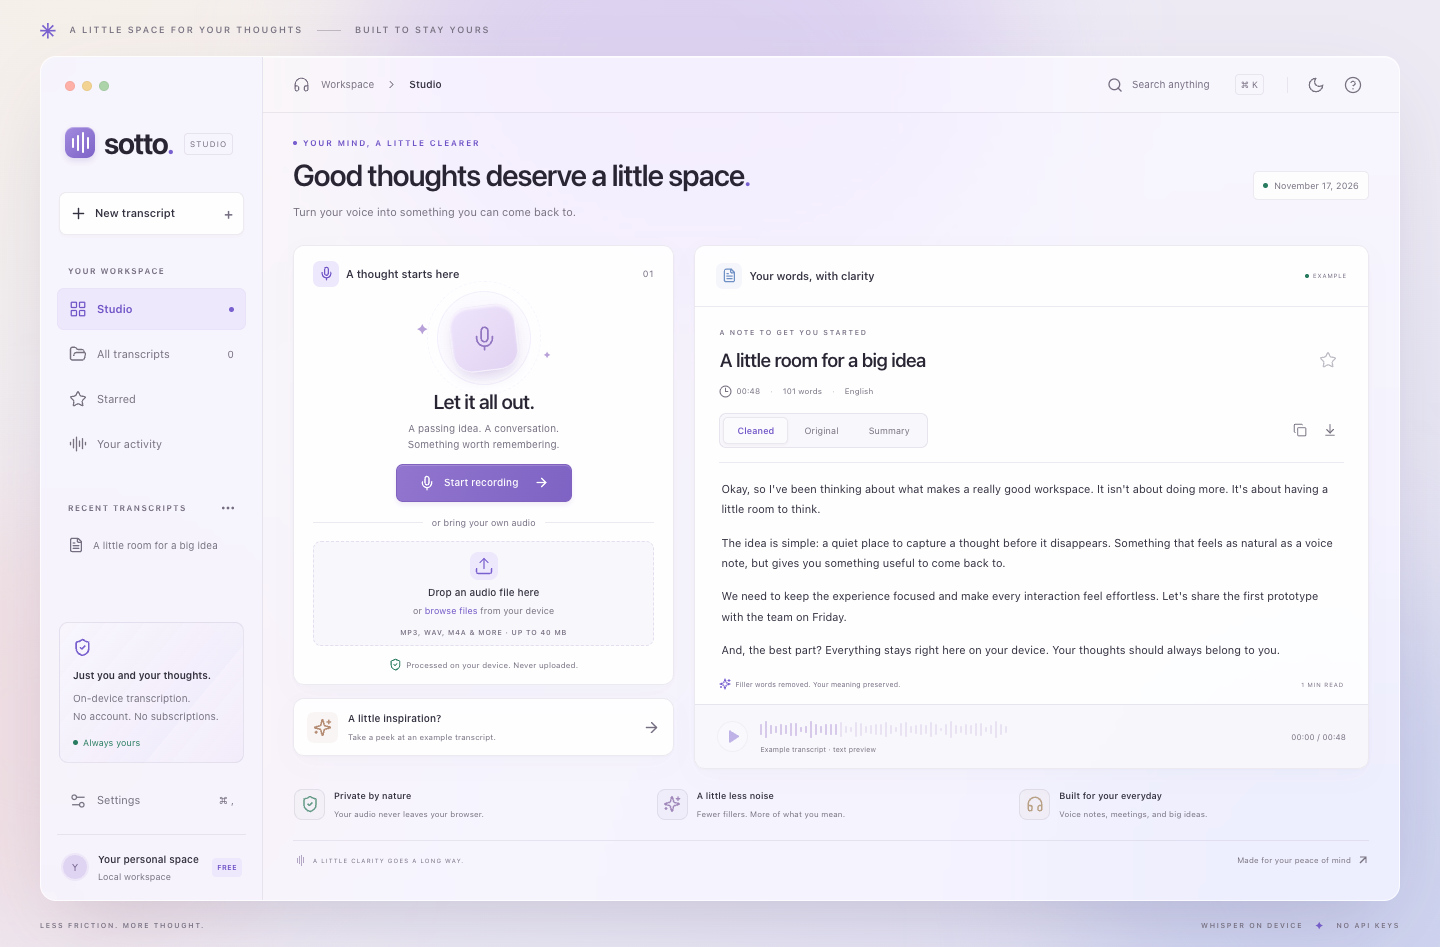 A LITTLE SPACE FOR YOUR THOUGHTS
BUILT TO STAY YOURS
sotto.
STUDIO
New transcript
+
YOUR WORKSPACE
Studio
All transcripts
0
Starred
Your activity
RECENT TRANSCRIPTS
A little room for a big idea
Just you and your thoughts.
On-device transcription.
No account. No subscriptions.
Always yours
Settings
⌘ ,
Y
Your personal space
Local workspace
FREE
Workspace
Studio
Search anything
⌘ K
YOUR MIND, A LITTLE CLEARER
Good thoughts deserve a little space.
Turn your voice into something you can come back to.
November 17, 2026
A thought starts here
01
Let it all out.
A passing idea. A conversation.
Something worth remembering.
Start recording
or bring your own audio
Drop an audio file here
or browse files from your device
MP3, WAV, M4A & MORE · UP TO 40 MB
Processed on your device. Never uploaded.
A little inspiration?
Take a peek at an example transcript.
Your words, with clarity
EXAMPLE
A NOTE TO GET YOU STARTED
A little room for a big idea
00:48 · 101 words · English
Cleaned
Original
Summary
Okay, so I've been thinking about what makes a really good workspace. It isn't about doing more. It's about having a
little room to think.
The idea is simple: a quiet place to capture a thought before it disappears. Something that feels as natural as a voice
note, but gives you something useful to come back to.
We need to keep the experience focused and make every interaction feel effortless. Let's share the first prototype
with the team on Friday.
And, the best part? Everything stays right here on your device. Your thoughts should always belong to you.
Filler words removed. Your meaning preserved.
1 MIN READ
Example transcript · text preview
00:00 / 00:48
Private by nature
Your audio never leaves your browser.
A little less noise
Fewer fillers. More of what you mean.
Built for your everyday
Voice notes, meetings, and big ideas.
A LITTLE CLARITY GOES A LONG WAY.
Made for your peace of mind
LESS FRICTION. MORE THOUGHT.
WHISPER ON DEVICE
NO API KEYS